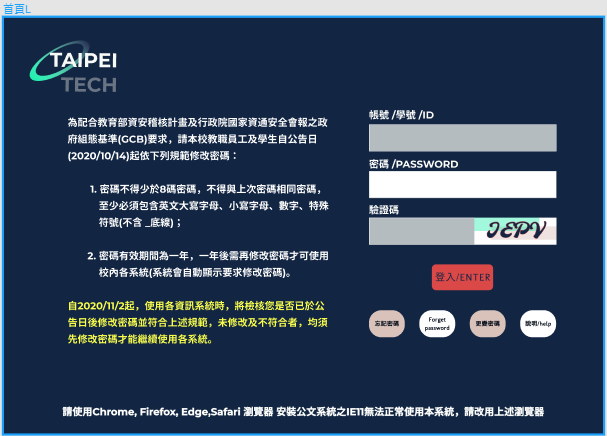 首頁L
TAIPEI
TECH
為配合教育部資安稽核計畫及行政院國家資通安全會報之政
府組態基準(GCB)要求，請本校教職員工及學生自公告日
(2020/10/14)起依下列規範修改密碼：
1. 密碼不得少於8碼密碼，不得與上次密碼相同密碼，
至少必須包含英文大寫字母、小寫字母、數字、特殊
符號(不含 _底線)；
2. 密碼有效期間為一年，一年後需再修改密碼才可使用
校內各系統(系統會自動顯示要求修改密碼)。
自2020/11/2起，使用各資訊系統時，將檢核您是否已於公
告日後修改密碼並符合上述規範，未修改及不符合者，均須
先修改密碼才能繼續使用各系統。
帳號 /學號 /ID
密碼 /PASSWORD
驗證碼
JEPV
登入/ENTER
忘記密碼
Forget
password
更變密碼
說明/help
請使用Chrome, Firefox, Edge,Safari 瀏覽器 安裝公文系統之IE11無法正常使用本系統，請改用上述瀏覽器